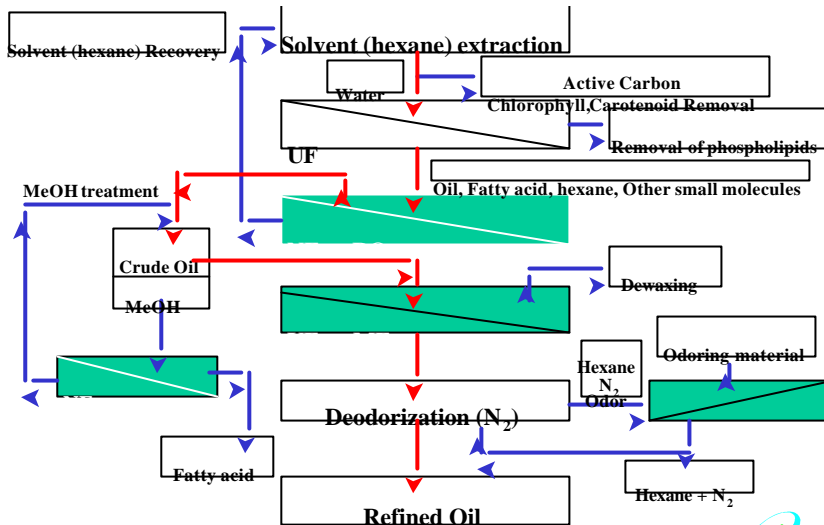 Solvent (hexane) Recovery
Solvent (hexane) extraction
Water
Active Carbon
Chlorophyll,Carotenoid Removal
UF
Removal of phospholipids
Oil, Fatty acid, hexane, Other small molecules
MeOH treatment
Crude Oil
MeOH
Dewaxing
Odoring material
Hexane
N2
Odor
Deodorization (N2)
Fatty acid
Hexane + N2
Refined Oil